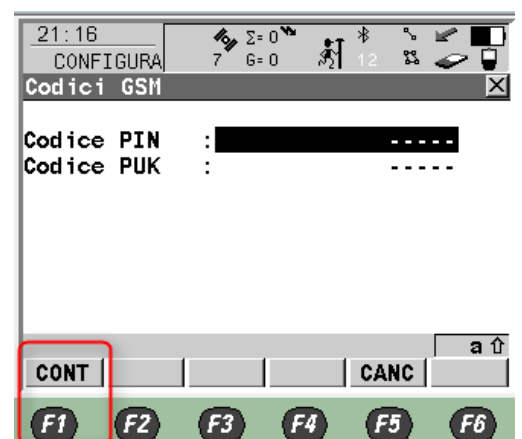 21:16
Σ= 0
CONFIGURA
7 G= 0
12
Codici GSM
Codice PIN : -----
Codice PUK : -----
a ⇧
CONT CANC
F1 F2 F3 F4 F5 F6